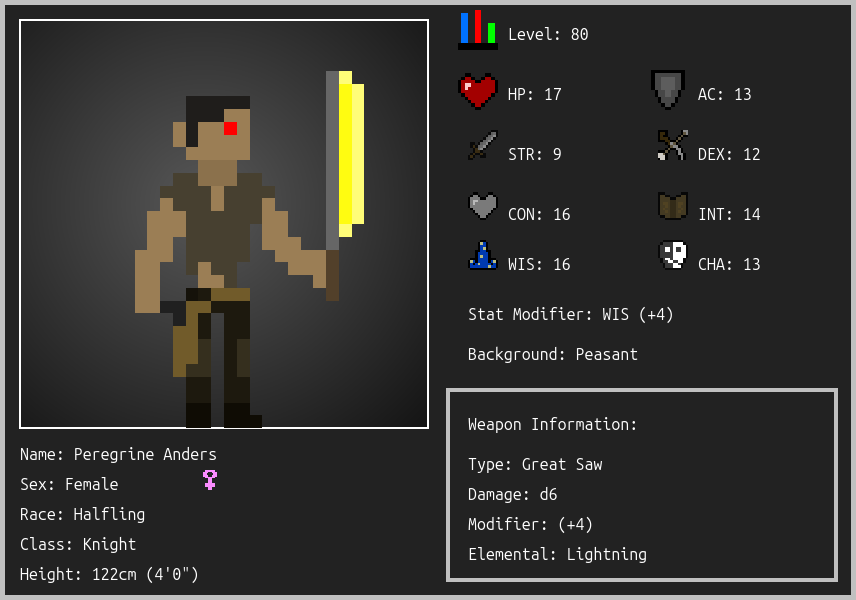 Level: 80
HP: 17
AC: 13
STR: 9
DEX: 12
CON: 16
INT: 14
WIS: 16
CHA: 13
Stat Modifier: WIS (+4)
Background: Peasant
Weapon Information:
Type: Great Saw
Damage: d6
Modifier: (+4)
Elemental: Lightning
Name: Peregrine Anders
Sex: Female
Race: Halfling
Class: Knight
Height: 122cm (4'0")